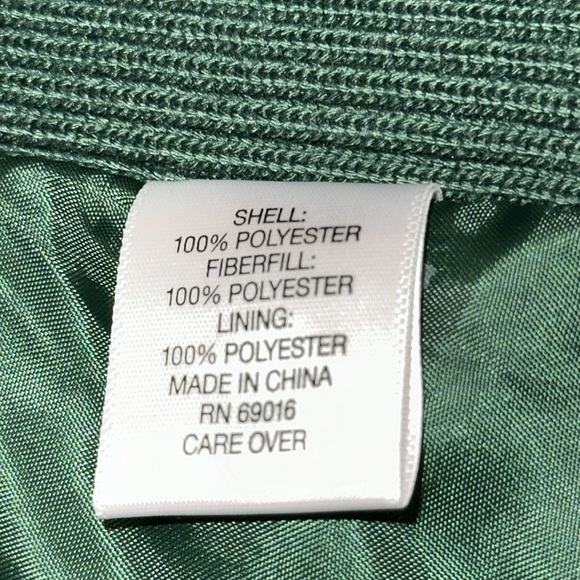 SHELL:
100% POLYESTER
FIBERFILL:
100% POLYESTER
LINING:
100% POLYESTER
MADE IN CHINA
RN 69016
CARE OVER